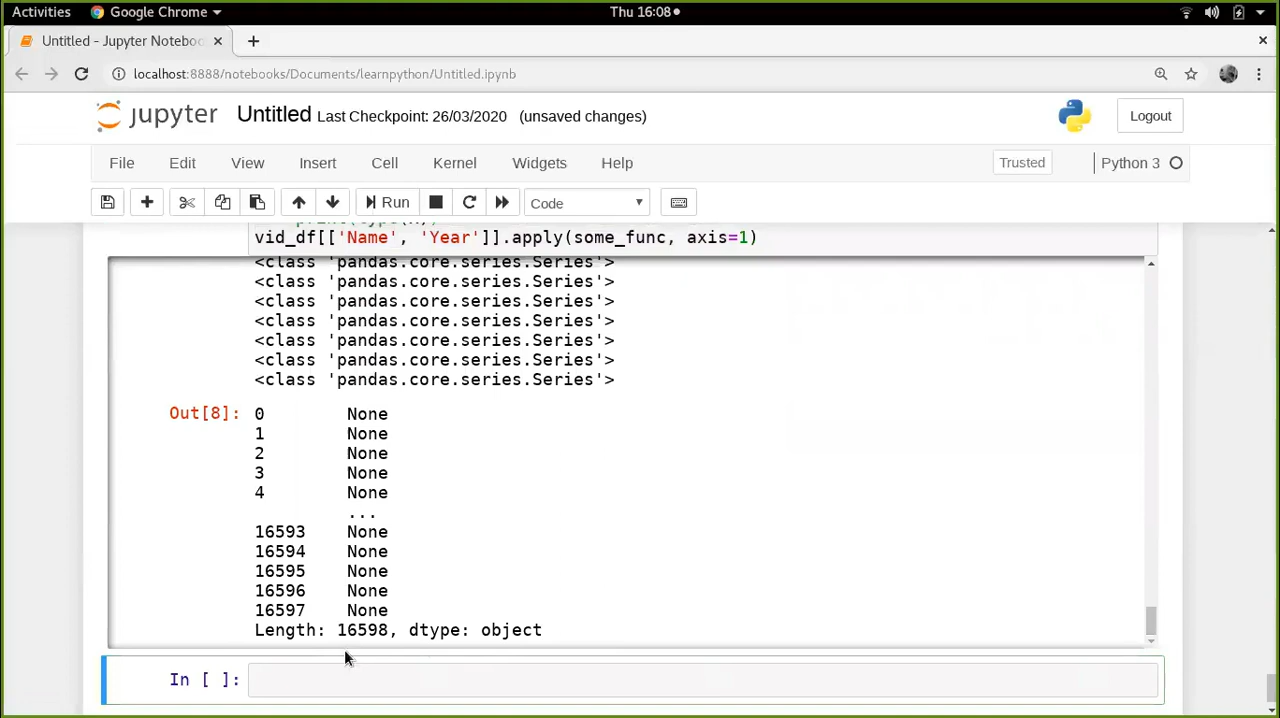 Activities Google Chrome Thu 16:08
Untitled - Jupyter Noteboo
localhost:8888/notebooks/Documents/learnpython/Untitled.ipynb
jupyter Untitled Last Checkpoint: 26/03/2020 (unsaved changes) Logout
File Edit View Insert Cell Kernel Widgets Help Trusted Python 3
Run Code
vid_df[['Name', 'Year']].apply(some_func, axis=1)
<class 'pandas.core.series.Series'>
<class 'pandas.core.series.Series'>
<class 'pandas.core.series.Series'>
<class 'pandas.core.series.Series'>
<class 'pandas.core.series.Series'>
<class 'pandas.core.series.Series'>
<class 'pandas.core.series.Series'>
Out[8]: 0 None
1 None
2 None
3 None
4 None
...
16593 None
16594 None
16595 None
16596 None
16597 None
Length: 16598, dtype: object
In [ ]: